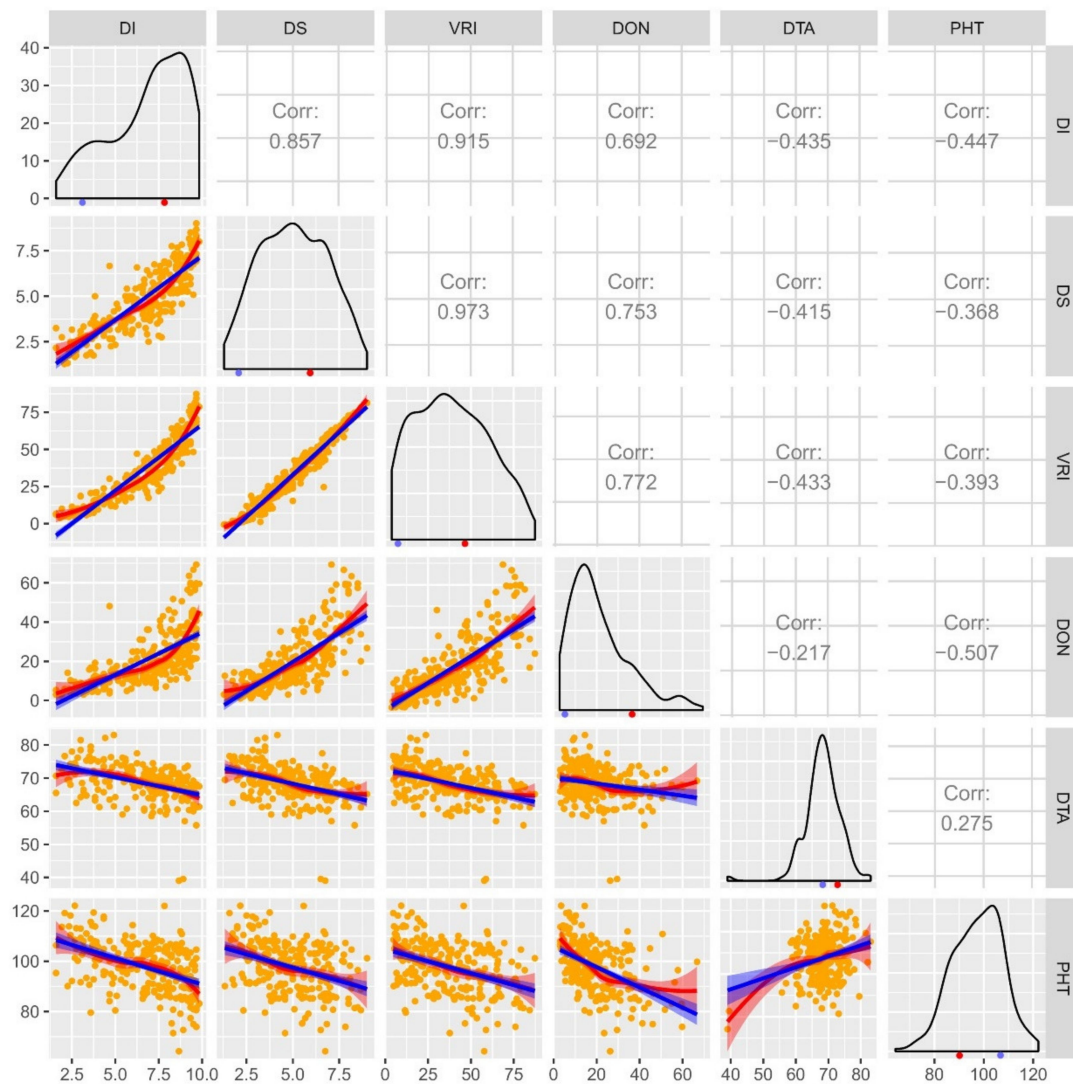 DI DS VRI DON DTA PHT
40
30
20
10
0
Corr:
0.857
Corr:
0.915
Corr:
0.692
Corr:
−0.435
Corr:
−0.447
DI
7.5
5.0
2.5
Corr:
0.973
Corr:
0.753
Corr:
−0.415
Corr:
−0.368
DS
75
50
25
0
Corr:
0.772
Corr:
−0.433
Corr:
−0.393
VRI
60
40
20
0
Corr:
−0.217
Corr:
−0.507
DON
80
70
60
50
40
Corr:
0.275
DTA
120
100
80
PHT
2.5 5.0 7.5 10.0 2.5 5.0 7.5 0 25 50 75 0 20 40 60 40 50 60 70 80 80 100 120